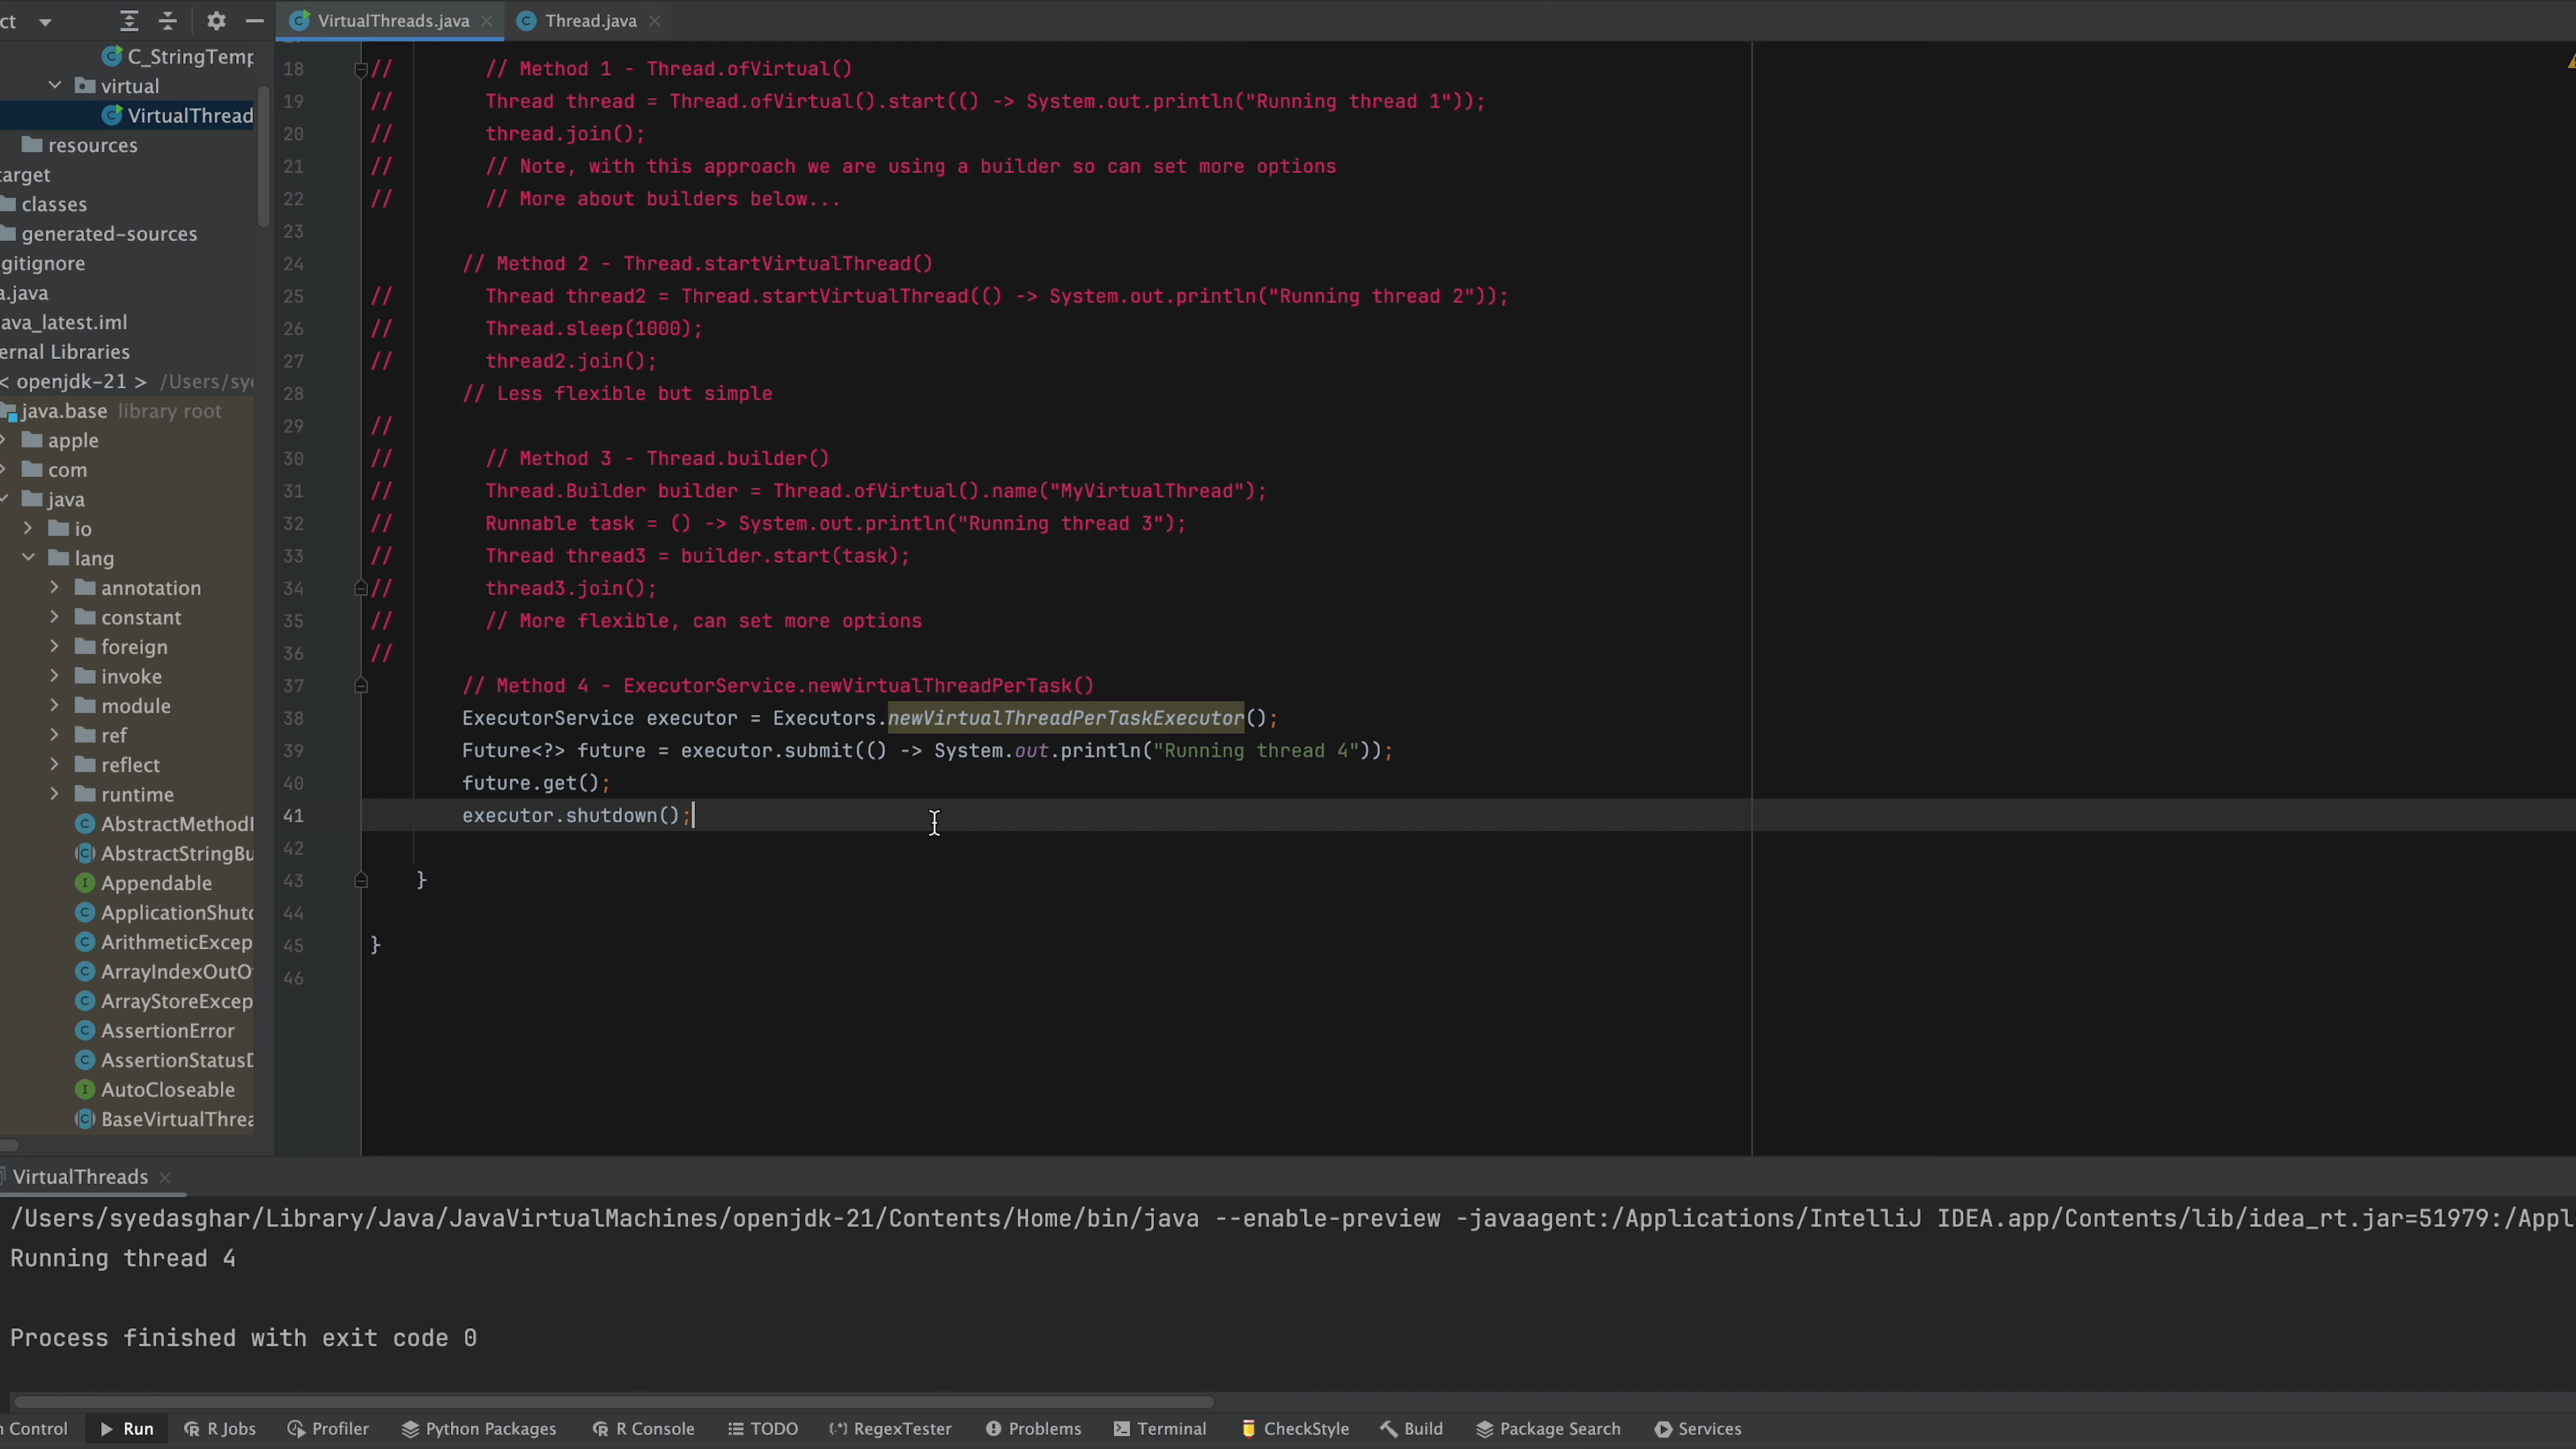 ct
VirtualThreads.java
Thread.java
C_StringTemp
virtual
VirtualThread
resources
target
classes
generated-sources
gitignore
a.java
ava_latest.iml
ernal Libraries
< openjdk-21 > /Users/sye
java.base library root
apple
com
java
io
lang
annotation
constant
foreign
invoke
module
ref
reflect
runtime
AbstractMethodE
AbstractStringBu
Appendable
ApplicationShutd
ArithmeticExcep
ArrayIndexOutO
ArrayStoreExcep
AssertionError
AssertionStatusD
AutoCloseable
BaseVirtualThrea
18 // // Method 1 - Thread.ofVirtual()
19 // Thread thread = Thread.ofVirtual().start(() -> System.out.println("Running thread 1"));
20 // thread.join();
21 // // Note, with this approach we are using a builder so can set more options
22 // // More about builders below...
23
24 // Method 2 - Thread.startVirtualThread()
25 // Thread thread2 = Thread.startVirtualThread(() -> System.out.println("Running thread 2"));
26 // Thread.sleep(1000);
27 // thread2.join();
28 // Less flexible but simple
29 //
30 // // Method 3 - Thread.builder()
31 // Thread.Builder builder = Thread.ofVirtual().name("MyVirtualThread");
32 // Runnable task = () -> System.out.println("Running thread 3");
33 // Thread thread3 = builder.start(task);
34 // thread3.join();
35 // // More flexible, can set more options
36 //
37 // Method 4 - ExecutorService.newVirtualThreadPerTask()
38 ExecutorService executor = Executors.newVirtualThreadPerTaskExecutor();
39 Future<?> future = executor.submit(() -> System.out.println("Running thread 4"));
40 future.get();
41 executor.shutdown();
42
43 }
44
45 }
46
VirtualThreads
/Users/syedasghar/Library/Java/JavaVirtualMachines/openjdk-21/Contents/Home/bin/java --enable-preview -javaagent:/Applications/IntelliJ IDEA.app/Contents/lib/idea_rt.jar=51979:/Appl
Running thread 4
Process finished with exit code 0
n Control
Run
R Jobs
Profiler
Python Packages
R Console
TODO
RegexTester
Problems
Terminal
CheckStyle
Build
Package Search
Services